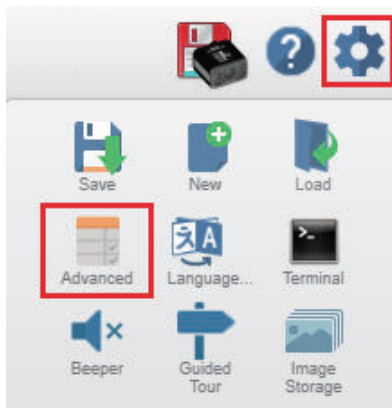 Save New Load
Advanced Language... Terminal
Beeper Guided Tour Image Storage